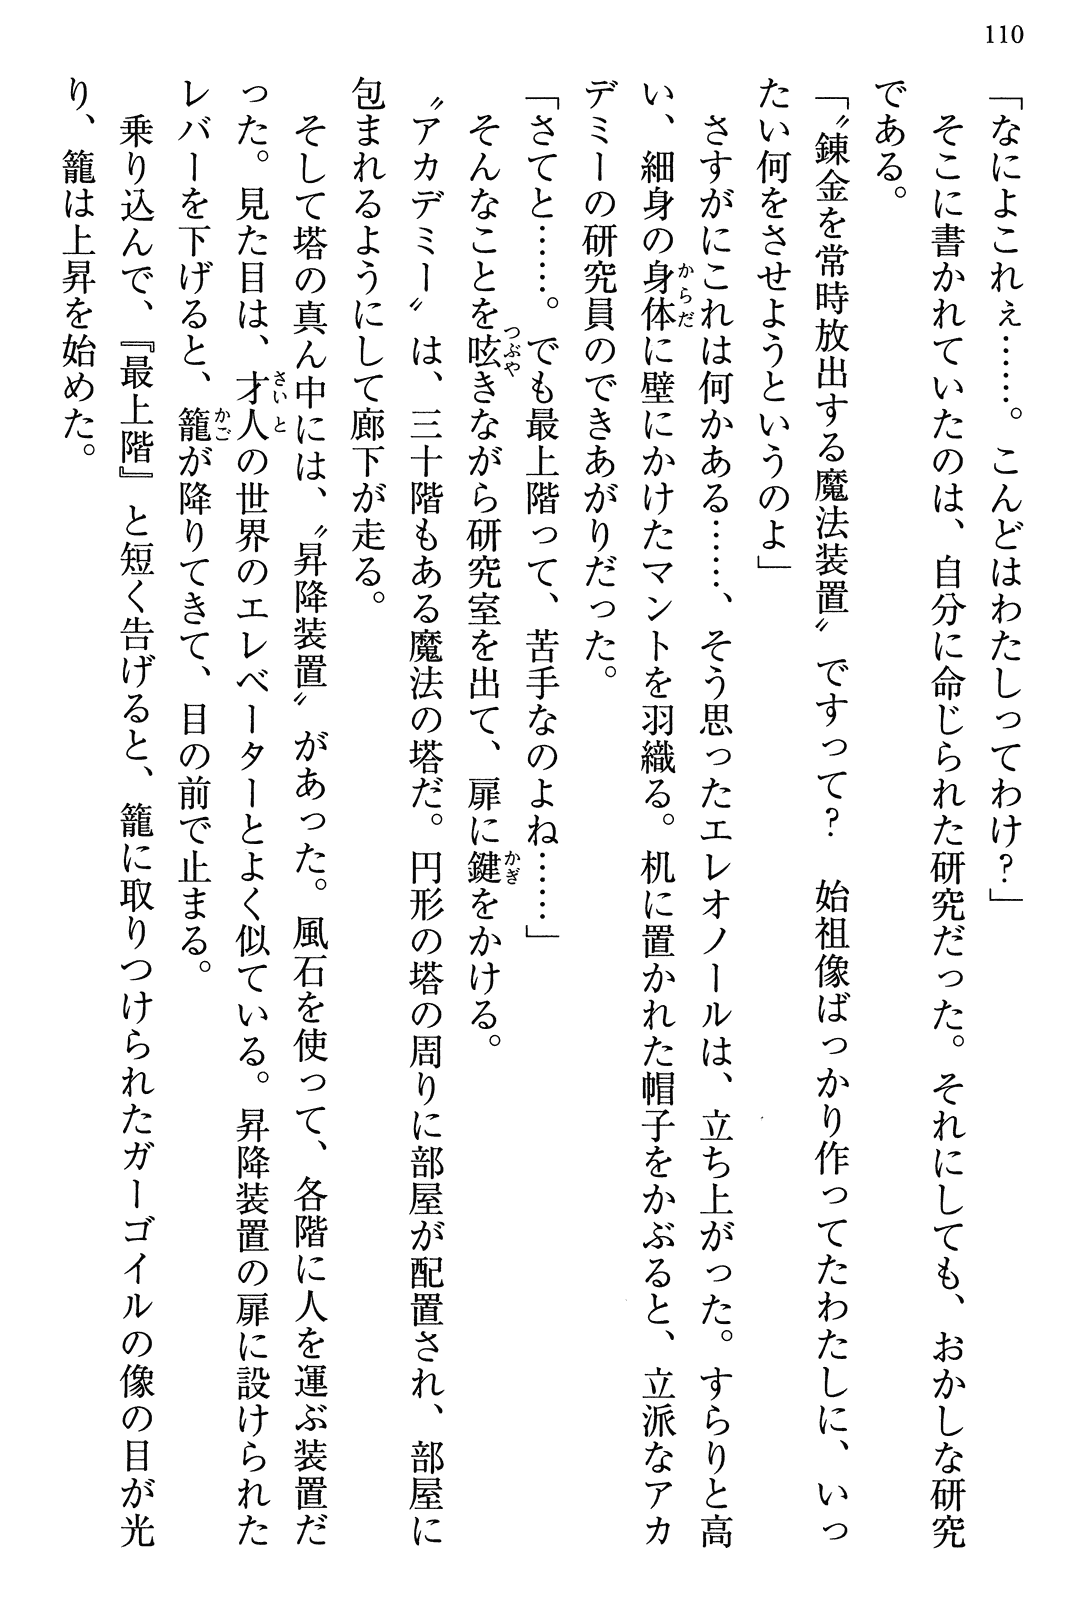 110
「なによこれぇ……。こんどはわたしってわけ?」
そこに書かれていたのは、自分に命じられた研究だった。それにしても、おかしな研究
である。
「〝錬金を常時放出する魔法装置〟ですって? 始祖像ばっかり作ってたわたしに、いっ
たい何をさせようというのよ」
さすがにこれは何かある……、そう思ったエレオノールは、立ち上がった。すらりと高
い、細身の身体からだに壁にかけたマントを羽織る。机に置かれた帽子をかぶると、立派なアカ
デミーの研究員のできあがりだった。
「さてと……。でも最上階って、苦手なのよね……」
そんなことを呟つぶやきながら研究室を出て、扉に鍵かぎをかける。
〝アカデミー〟は、三十階もある魔法の塔だ。円形の塔の周りに部屋が配置され、部屋に
包まれるようにして廊下が走る。
そして塔の真ん中には、〝昇降装置〟があった。風石を使って、各階に人を運ぶ装置だ
った。見た目は、才人さいとの世界のエレベーターとよく似ている。昇降装置の扉に設けられた
レバーを下げると、籠かごが降りてきて、目の前で止まる。
乗り込んで、『最上階』と短く告げると、籠に取りつけられたガーゴイルの像の目が光
り、籠は上昇を始めた。